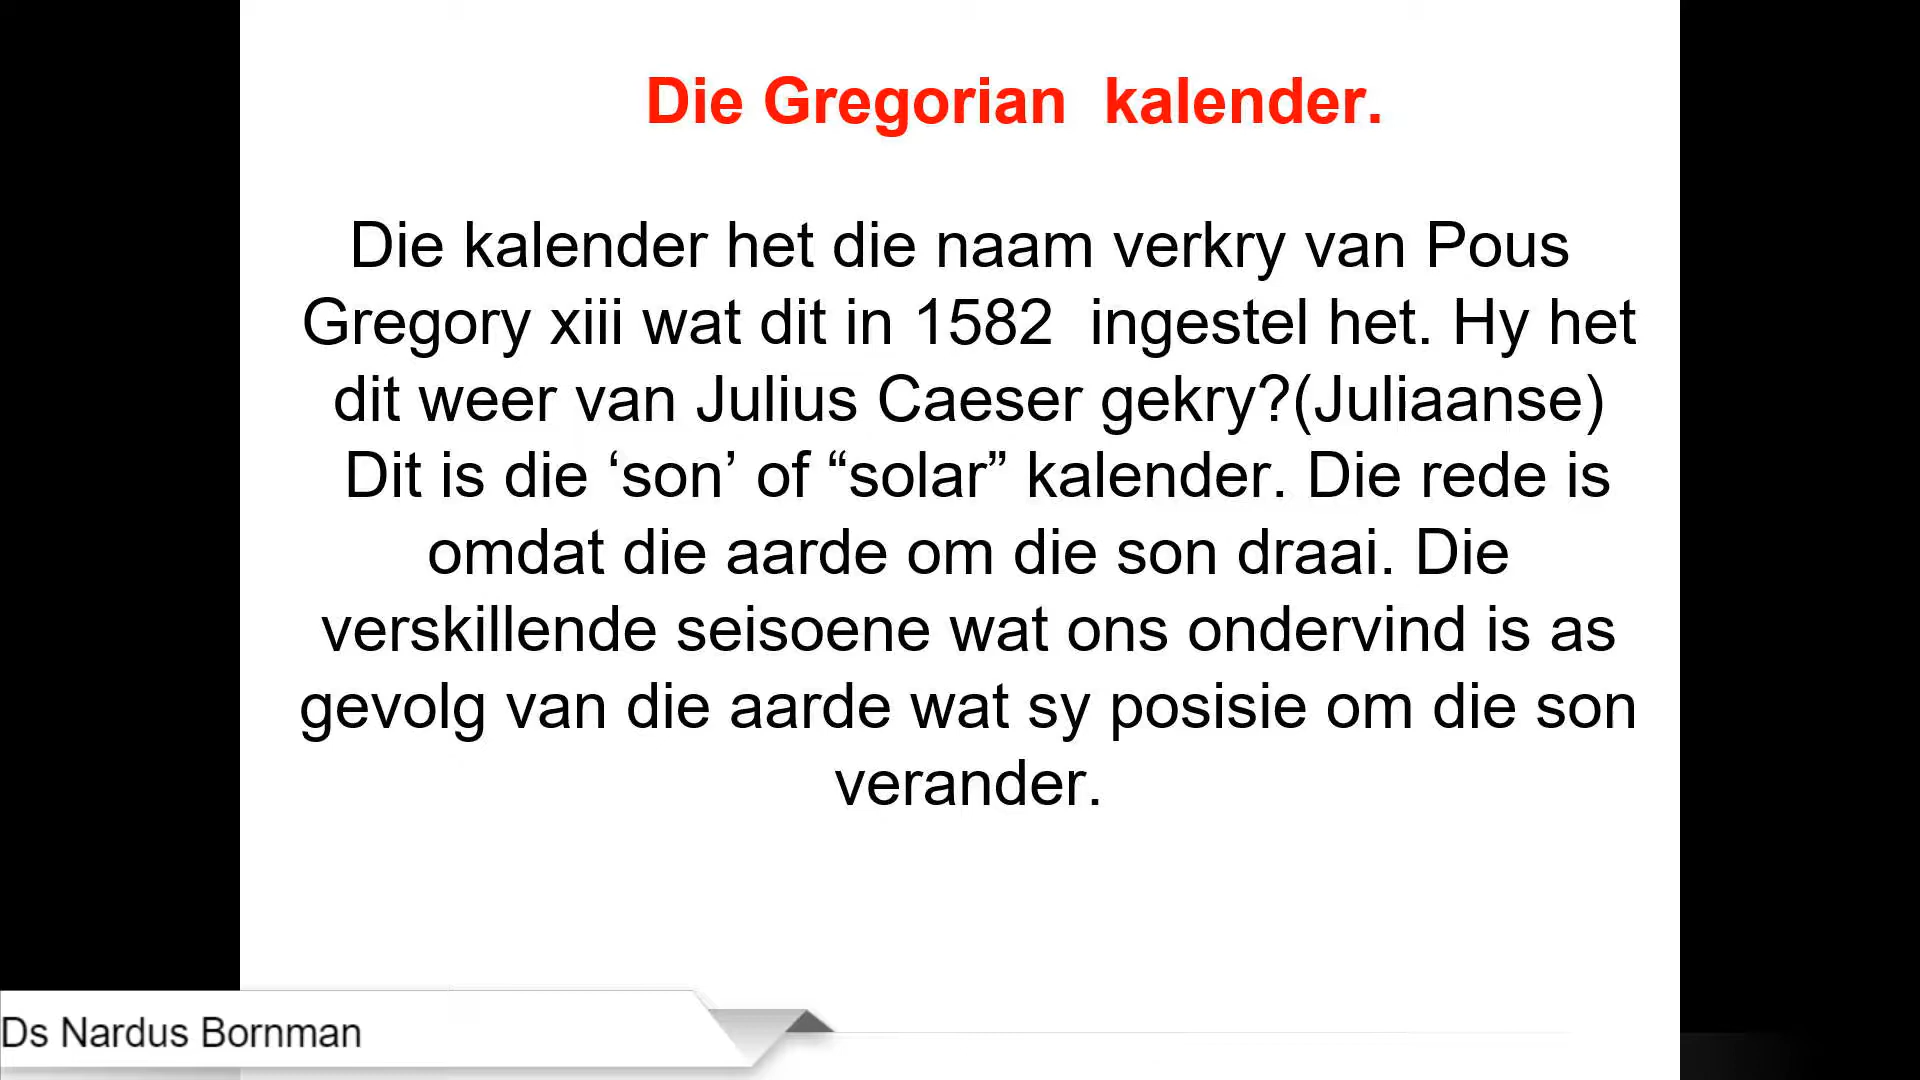 Die Gregorian  kalender.
Die kalender het die naam verkry van Pous
Gregory xiii wat dit in 1582  ingestel het. Hy het
dit weer van Julius Caeser gekry?(Juliaanse)
Dit is die ‘son’ of “solar” kalender. Die rede is
omdat die aarde om die son draai. Die
verskillende seisoene wat ons ondervind is as
gevolg van die aarde wat sy posisie om die son
verander.
Ds Nardus Bornman